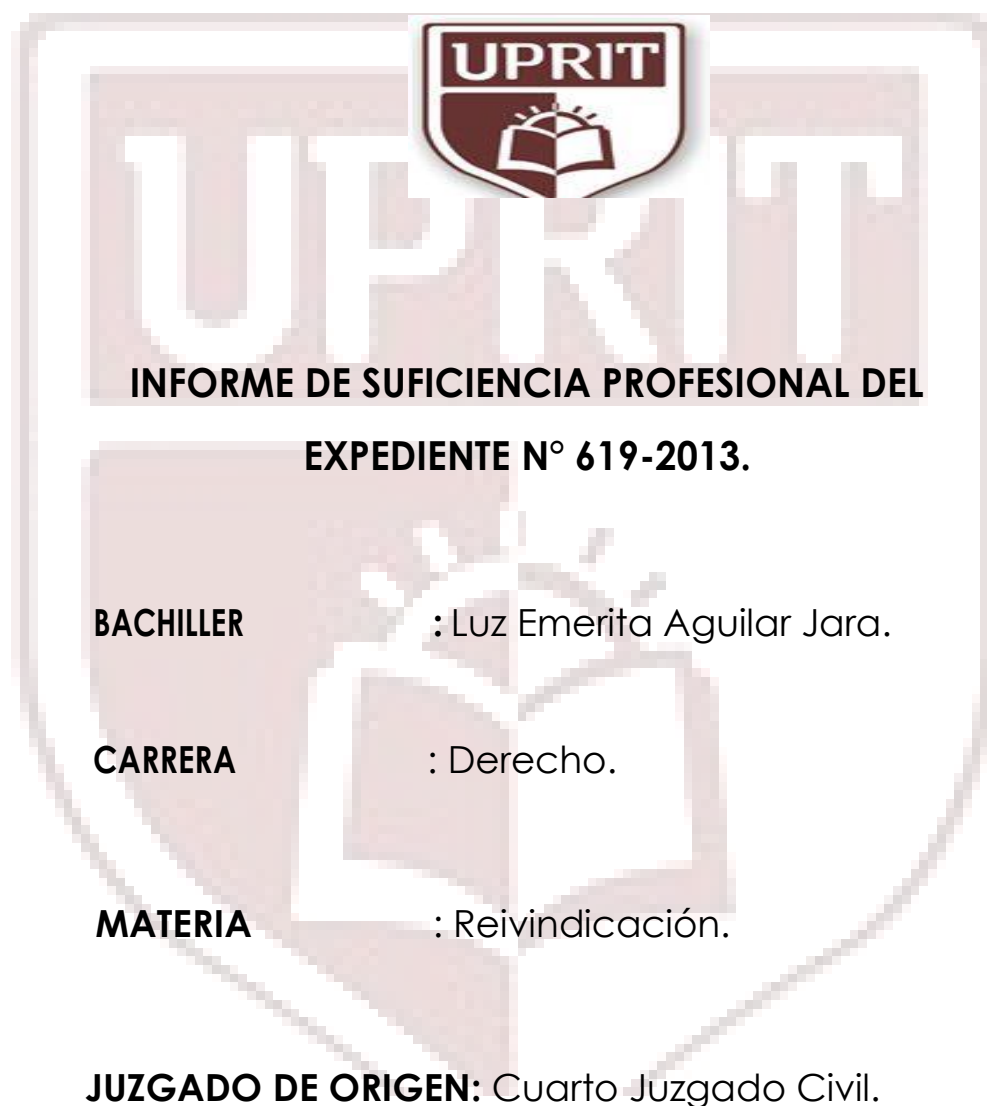 UPRIT
UPRIT
INFORME DE SUFICIENCIA PROFESIONAL DEL
EXPEDIENTE N° 619-2013.
BACHILLER : Luz Emerita Aguilar Jara.
CARRERA : Derecho.
MATERIA : Reivindicación.
JUZGADO DE ORIGEN: Cuarto Juzgado Civil.